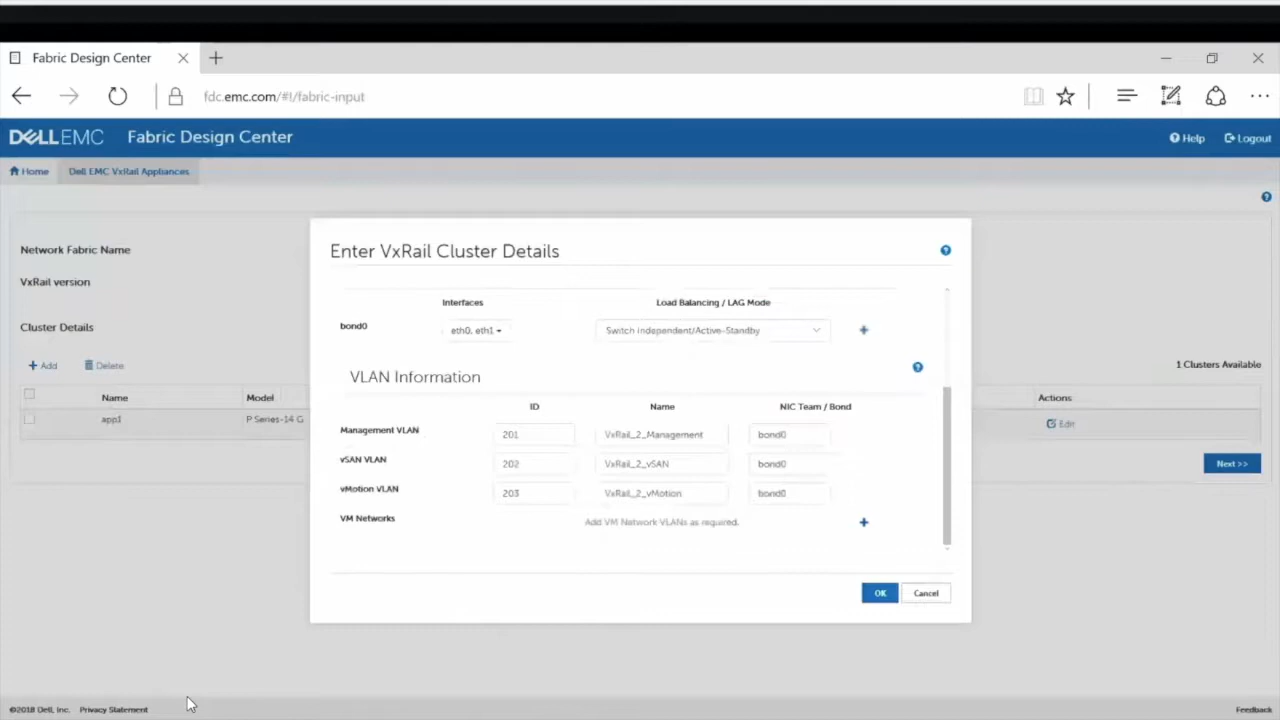 Fabric Design Center
fdc.emc.com/#!/fabric-input
DELLEMC Fabric Design Center
Help Logout
Home Dell EMC VxRail Appliances
Network Fabric Name
VxRail version
Cluster Details
Add Delete
1 Clusters Available
Name Model Actions
app1 P Series-14 G Edit
Next >>
Enter VxRail Cluster Details
Interfaces Load Balancing / LAG Mode
bond0 eth0, eth1 Switch independent/Active-Standby
VLAN Information
ID Name NIC Team / Bond
Management VLAN 201 VxRail_2_Management bond0
vSAN VLAN 202 VxRail_2_vSAN bond0
vMotion VLAN 203 VxRail_2_vMotion bond0
VM Networks Add VM Network VLANs as required.
OK Cancel
©2018 Dell, Inc. Privacy Statement Feedback